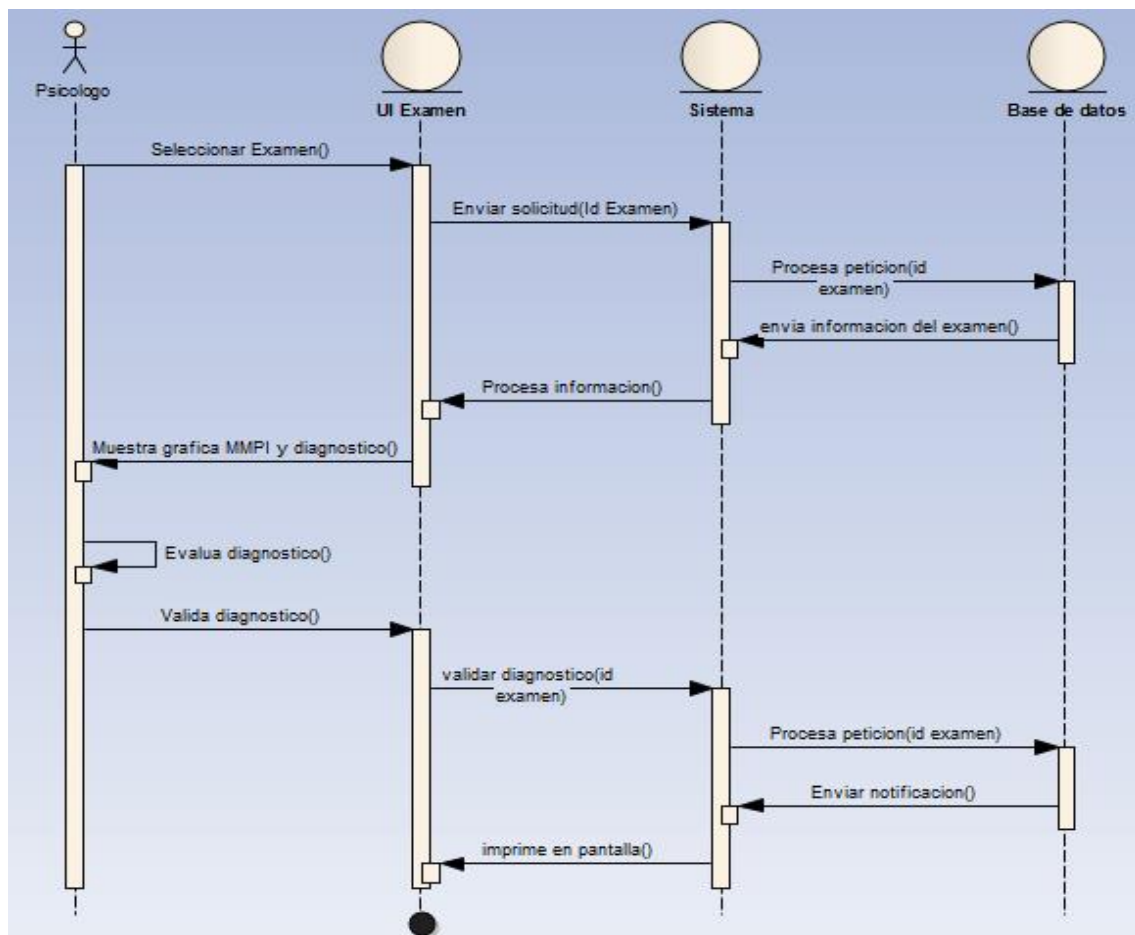 Psicologo
UI Examen
Sistema
Base de datos
Seleccionar Examen()
Enviar solicitud(Id Examen)
Procesa peticion(id
examen)
envia informacion del examen()
Procesa informacion()
Muestra grafica MMPI y diagnostico()
Evalua diagnostico()
Valida diagnostico()
validar diagnostico(id
examen)
Procesa peticion(id examen)
Enviar notificacion()
imprime en pantalla()